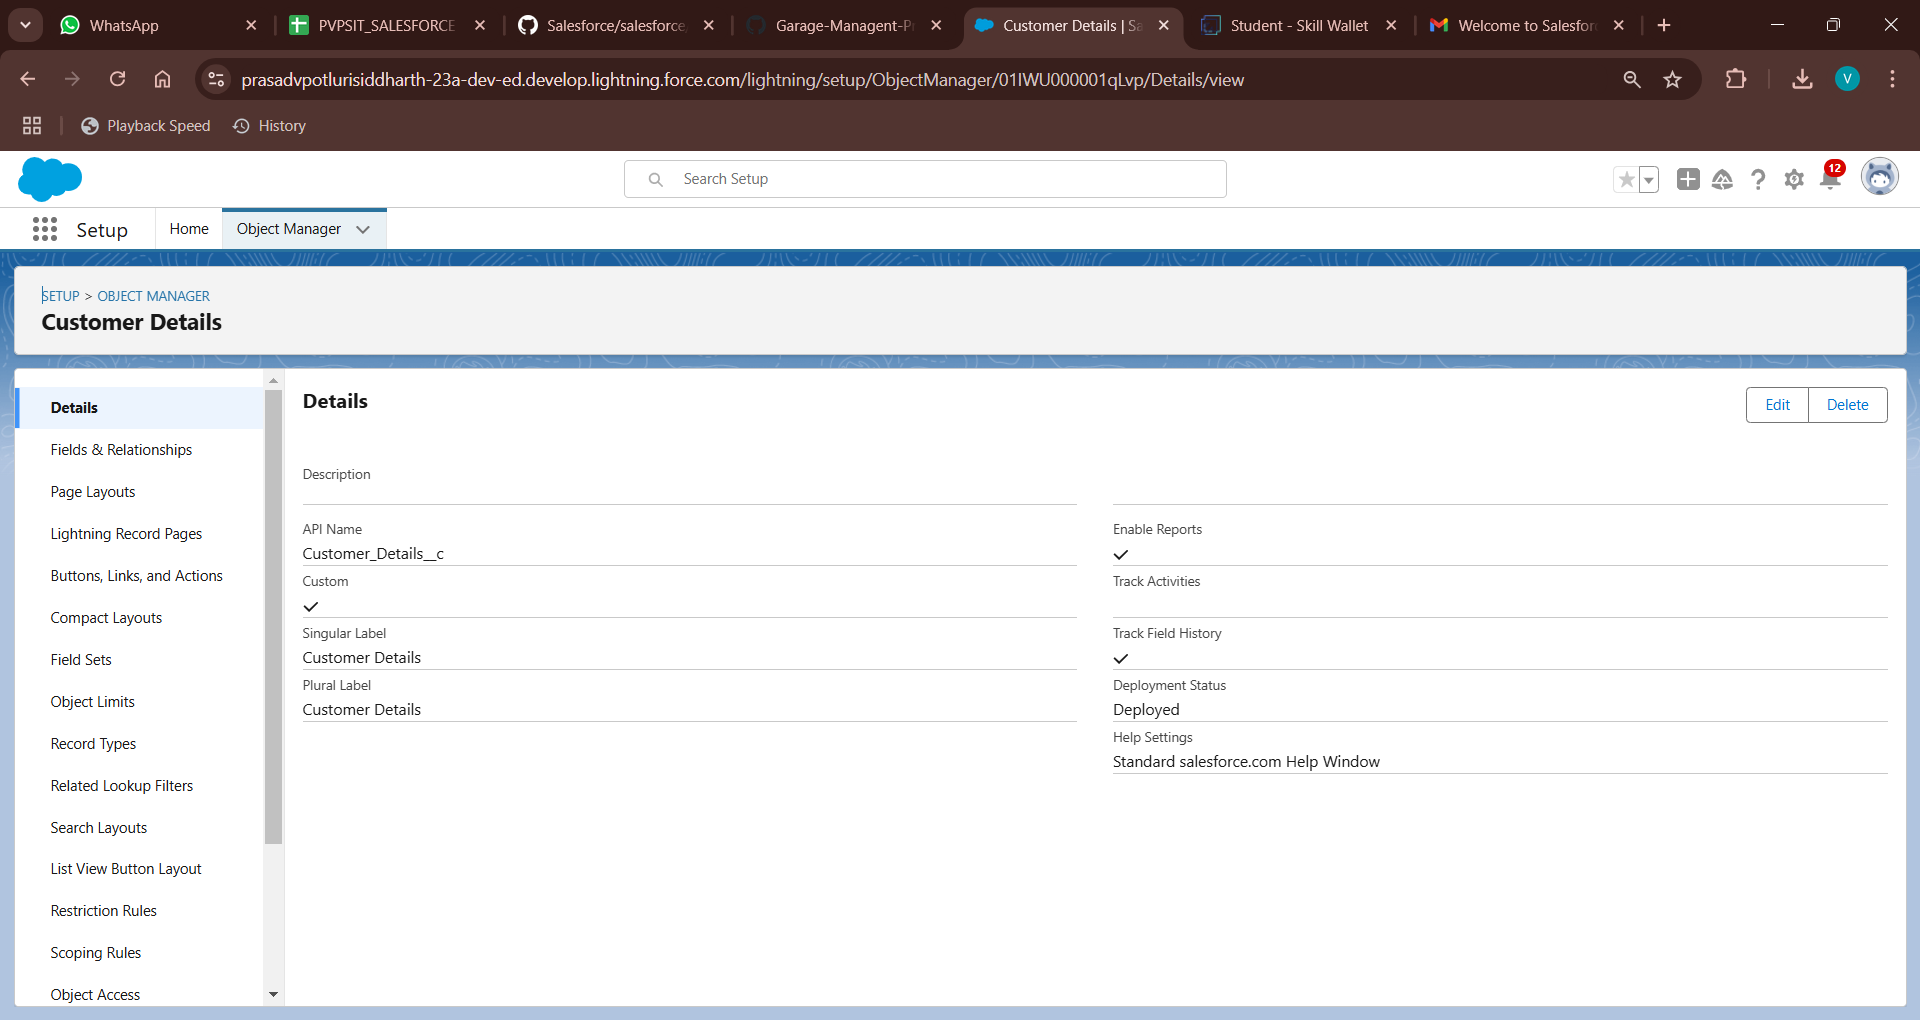 WhatsApp
PVPSIT_SALESFORCE
Salesforce/salesforce
Garage-Managent-P
Customer Details | Sa
Student - Skill Wallet
Welcome to Salesfor
prasadvpotlurisiddharth-23a-dev-ed.develop.lightning.force.com/lightning/setup/ObjectManager/01IWU000001qLvp/Details/view
V
Playback Speed
History
Search Setup
12
Setup
Home
Object Manager
SETUP > OBJECT MANAGER
Customer Details
Details
Fields & Relationships
Page Layouts
Lightning Record Pages
Buttons, Links, and Actions
Compact Layouts
Field Sets
Object Limits
Record Types
Related Lookup Filters
Search Layouts
List View Button Layout
Restriction Rules
Scoping Rules
Object Access
Details
Edit
Delete
Description
API Name
Customer_Details__c
Custom
Singular Label
Customer Details
Plural Label
Customer Details
Enable Reports
Track Activities
Track Field History
Deployment Status
Deployed
Help Settings
Standard salesforce.com Help Window